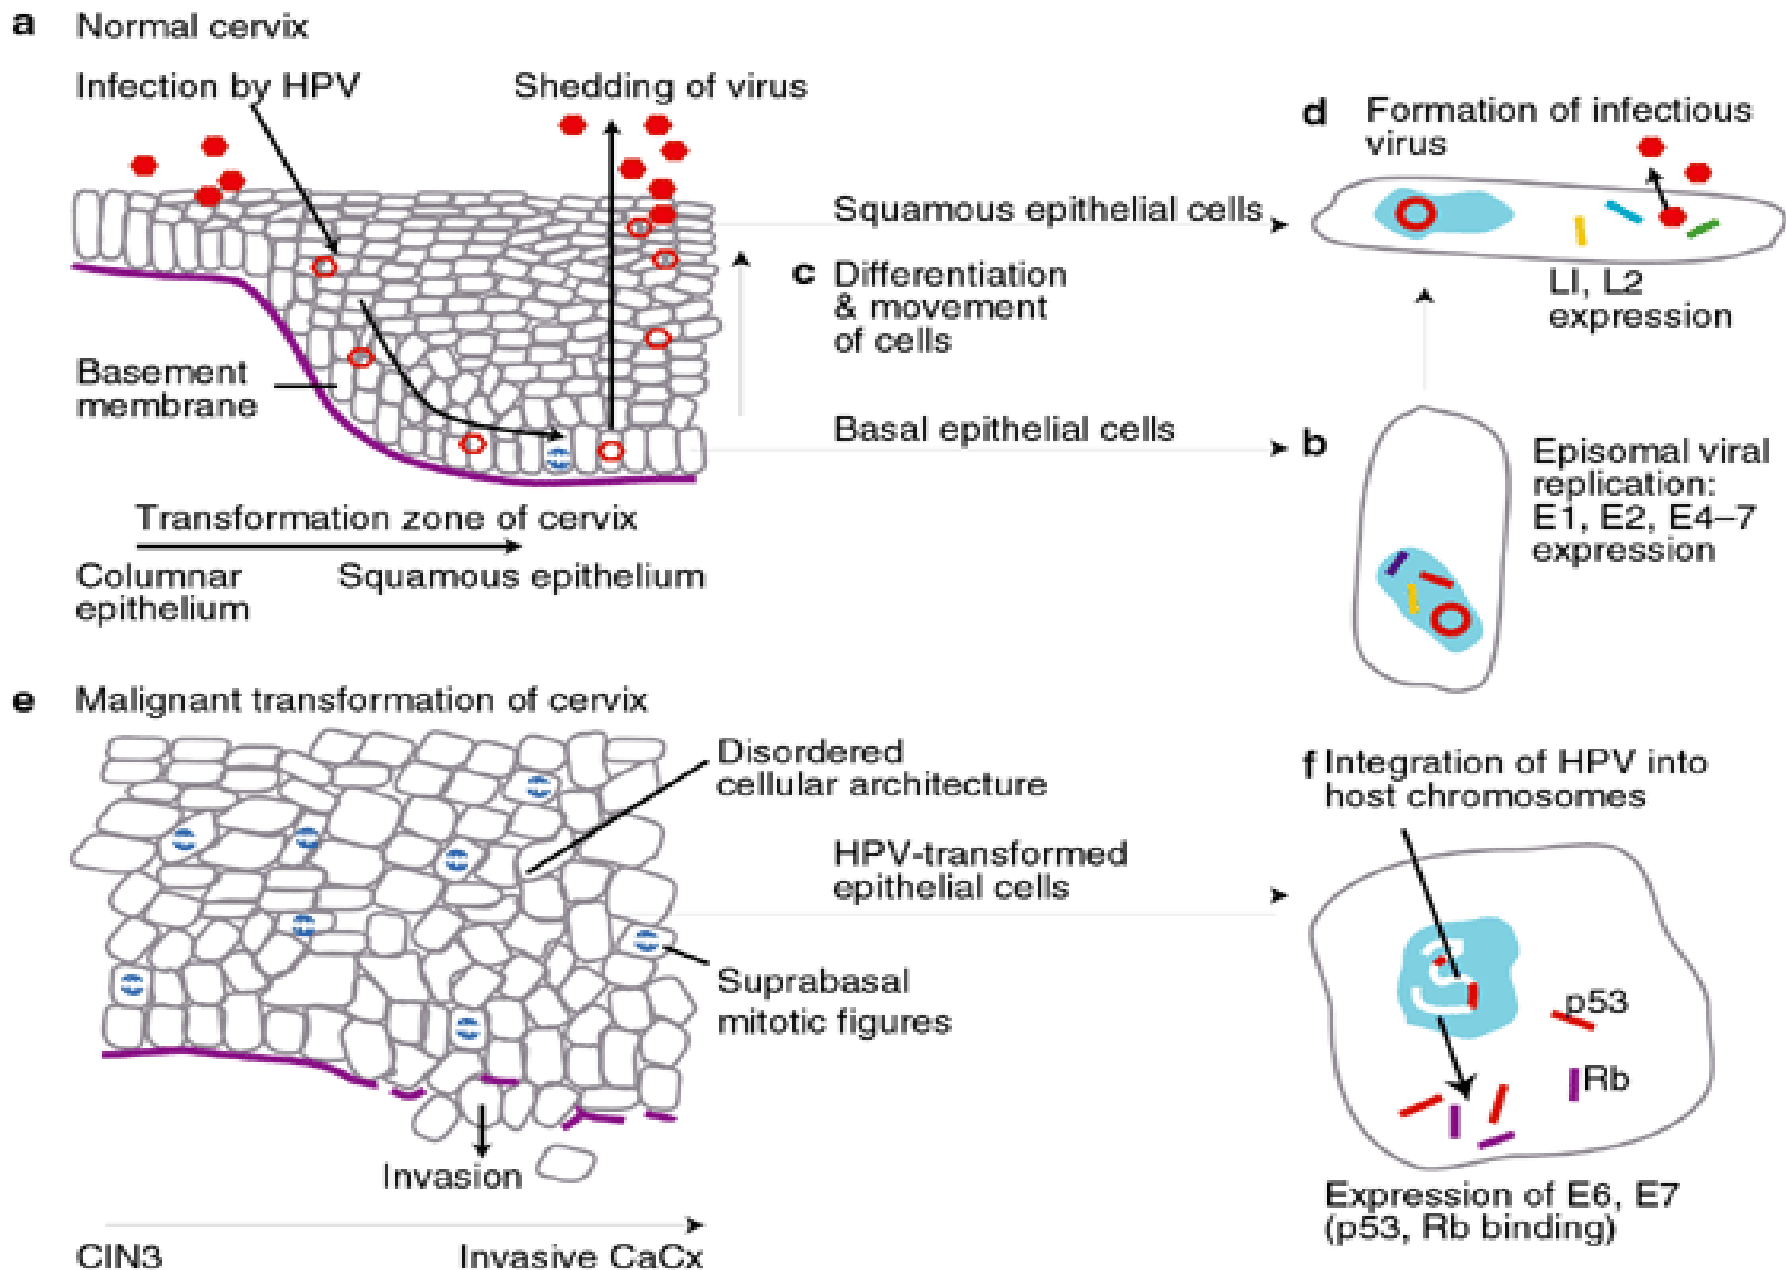 a Normal cervix
Infection by HPV
Shedding of virus
Basement
membrane
Transformation zone of cervix
Columnar
epithelium
Squamous epithelium
Squamous epithelial cells
c Differentiation
& movement
of cells
Basal epithelial cells
d Formation of infectious
virus
LI, L2
expression
b Episomal viral
replication:
E1, E2, E4–7
expression
e Malignant transformation of cervix
Disordered
cellular architecture
HPV-transformed
epithelial cells
Suprabasal
mitotic figures
Invasion
CIN3
Invasive CaCx
f Integration of HPV into
host chromosomes
p53
Rb
Expression of E6, E7
(p53, Rb binding)